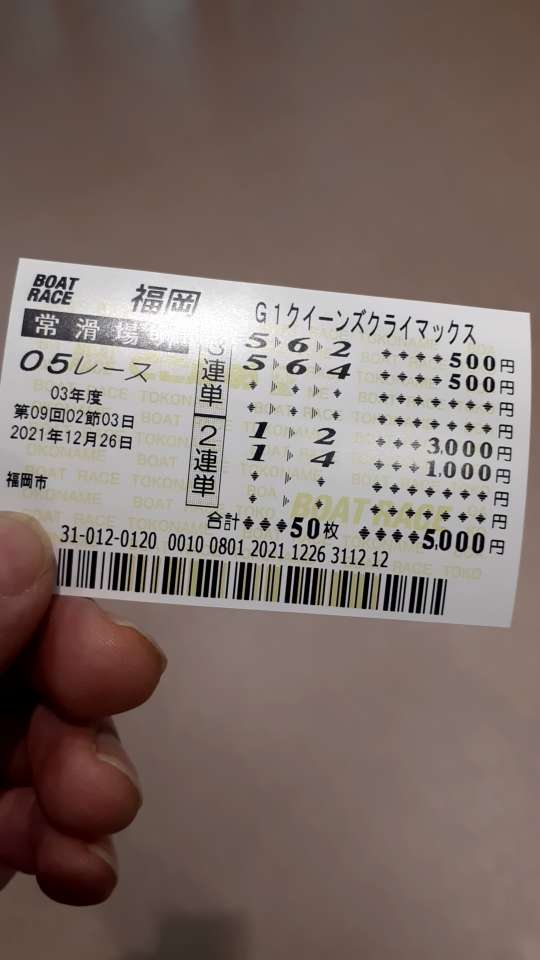 BOAT RACE 福岡 G1クイーンズクライマックス
常滑場
05レース
03年度
第09回02節03日
2021年12月26日
福岡市
3連単
5 6 2 500円
5 6 4 500円
円
円
2連単
1 2 3,000円
1 4 1,000円
円
円
合計 50枚 5,000円
31-012-0120 0010 0801 2021 1226 3112 12
BOAT RACE TOKONAME